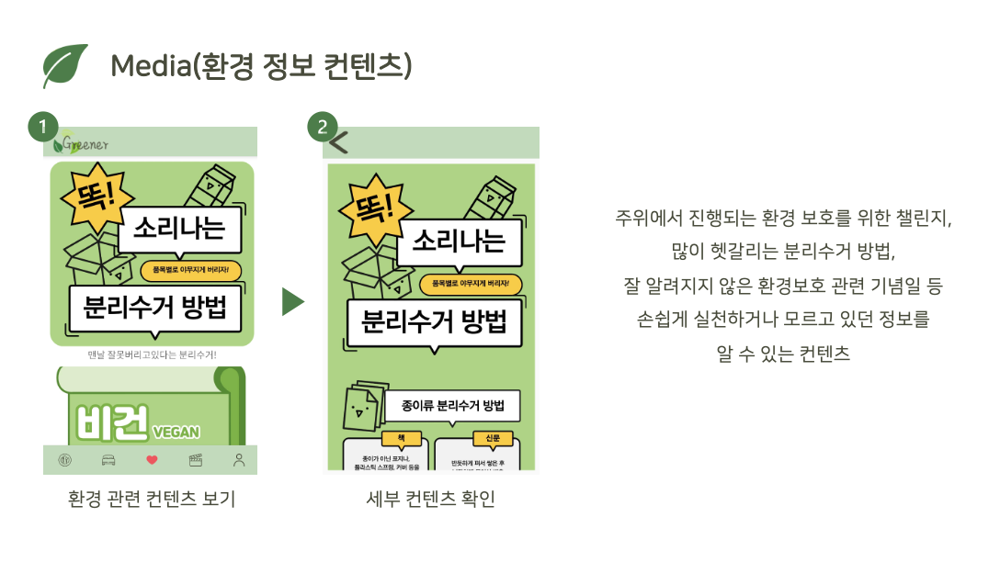 Media(환경 정보 컨텐츠)
1
Greener
똑!
소리나는
품목별로 야무지게 버리자!
분리수거 방법
맨날 잘못버리고있다는 분리수거!
비건 VEGAN
환경 관련 컨텐츠 보기
2
똑!
소리나는
품목별로 야무지게 버리자!
분리수거 방법
종이류 분리수거 방법
책
종이가 아닌 포지나,
플라스틱 스프링, 커버 등을
신문
반듯하게 펴서 쌓은 후
세부 컨텐츠 확인
주위에서 진행되는 환경 보호를 위한 챌린지,
많이 헷갈리는 분리수거 방법,
잘 알려지지 않은 환경보호 관련 기념일 등
손쉽게 실천하거나 모르고 있던 정보를
알 수 있는 컨텐츠